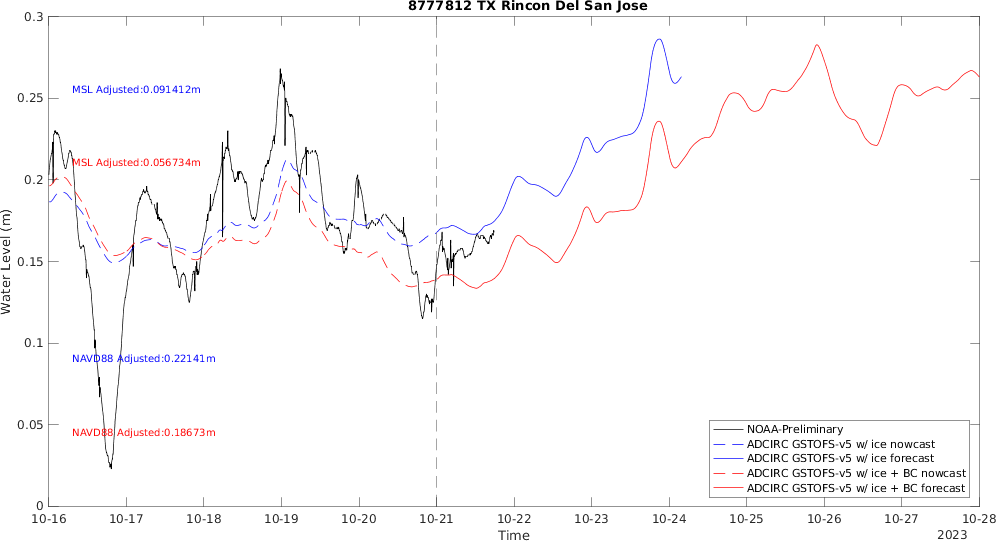 8777812 TX Rincon Del San Jose
Water Level (m)
0.3
0.25
0.2
0.15
0.1
0.05
0
MSL Adjusted:0.091412m
MSL Adjusted:0.056734m
NAVD88 Adjusted:0.22141m
NAVD88 Adjusted:0.18673m
NOAA-Preliminary
ADCIRC GSTOFS-v5 w/ ice nowcast
ADCIRC GSTOFS-v5 w/ ice forecast
ADCIRC GSTOFS-v5 w/ ice + BC nowcast
ADCIRC GSTOFS-v5 w/ ice + BC forecast
10-16 10-17 10-18 10-19 10-20 10-21 10-22 10-23 10-24 10-25 10-26 10-27 10-28
Time
2023